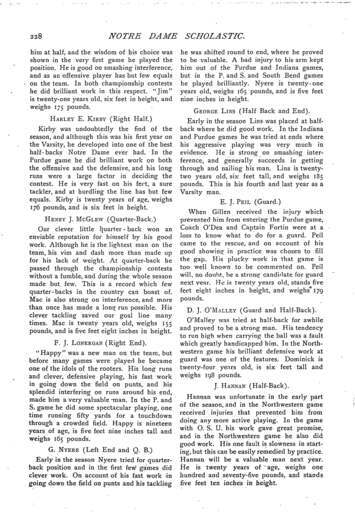 228
NOTRE DAME SCHOLASTIC.
him at half, and the wisdom of his choice was
shown in the very first game he played the
position. He is good on smashing interference,
and as an offensive player has but few equals
on the team. In both championship contests
he did brilliant work in this respect. "Jim"
is twenty-one years old, six feet in height, and
weighs 175 pounds.
HARLEY E. KIRBY (Right Half.)
Kirby was undoubtedly the find of the
season, and although this was his first year on
the Varsity, he developed into one of the best
half-backs Notre Dame ever had. In the
Purdue game he did brilliant work on both
the offensive and the defensive, and his long
runs were a large factor in deciding the
contest. He is very fast on his feet, a sure
tackler, and at hurdling the line has but few
equals. Kirby is twenty years of age, weighs
176 pounds, and is six feet in height.
HENRY J. MCGLEW (Quarter-Back.)
Our clever little quarter-back won an
enviable reputation for himself by his good
work. Although he is the lightest man on the
team, his vim and dash more than made up
for his lack of weight. At quarter-back he
passed through the championship contests
without a fumble, and during the whole season
made but few. This is a record which few
quarter-backs in the country can boast of.
Mac is also strong on interference, and more
than once has made a long run possible. His
clever tackling saved our goal line many
times. Mac is twenty years old, weighs 155
pounds, and is five feet eight inches in height.
F. J. LONERGAN (Right End).
"Happy" was a new man on the team, but
before many games were played he became
one of the idols of the rooters. His long runs
and clever, defensive playing, his fast work
in going down the field on punts, and his
splendid interfering on runs around his end,
made him a very valuable man. In the P. and
S. game he did some spectacular playing, one
time running fifty yards for a touchdown
through a crowded field. Happy is nineteen
years of age, is five feet nine inches tall and
weighs 165 pounds.
G. NYERE (Left End and Q. B.)
Early in the season Nyere tried for quarter-
back position and in the first few games did
clever work. On account of his fast work in
going down the field on punts and his tackling
he was shifted round to end, where he proved
to be valuable. A bad injury to his arm kept
him out of the Purdue and Indiana games,
but in the P. and S. and South Bend games
he played brilliantly. Nyere is twenty-one
years old, weighs 165 pounds, and is five feet
nine inches in height.
GEORGE LINS (Half Back and End).
Early in the season Lins was placed at half-
back where he did good work. In the Indiana
and Purdue games he was tried at ends where
his aggressive playing was very much in
evidence. He is strong on smashing inter-
ference, and generally succeeds in getting
through and nailing his man. Lins is twenty-
two years old, six feet tall, and weighs 185
pounds. This is his fourth and last year as a
Varsity man.
E. J. PEIL (Guard.)
When Gillen received the injury which
prevented him from entering the Purdue game,
Coach O'Dea and Captain Fortin were at a
loss to know what to do for a guard. Peil
came to the rescue, and on account of his
good showing in practice was chosen to fill
the gap. His plucky work in that game is
too well known to be commented on. Peil
will, no doubt, be a strong candidate for guard
next year. He is twenty years old, stands five
feet eight inches in height, and weighs 179
pounds.
D. J. O'MALLEY (Guard and Half-Back).
O'Malley was tried at half-back for awhile
and proved to be a strong man. His tendency
to run high when carrying the ball was a fault
which greatly handicapped him. In the North-
western game his brilliant defensive work at
guard was one of the features. Dominick is
twenty-four years old, is six feet tall and
weighs 198 pounds.
J. HANNAN (Half-Back).
Hannan was unfortunate in the early part
of the season, and in the Northwestern game
received injuries that prevented him from
doing any more active playing. In the game
with O. S. U. his work gave great promise,
and in the Northwestern game he also did
good work. His one fault is slowness in start-
ing, but this can be easily remedied by practice.
Hannan will be a valuable man next year.
He is twenty years of age, weighs one
hundred and seventy-five pounds, and stands
five feet ten inches in height.